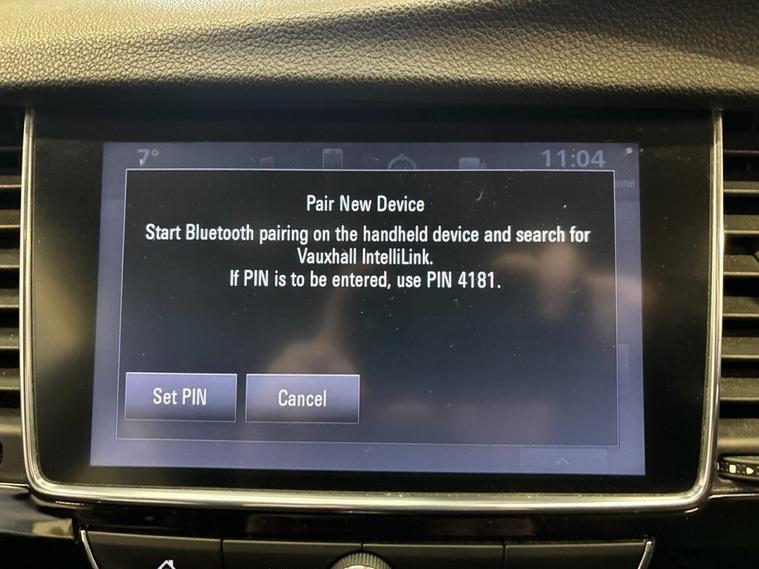 7°
11:04
one
Pair New Device
Start Bluetooth pairing on the handheld device and search for
Vauxhall IntelliLink.
If PIN is to be entered, use PIN 4181.
Set PIN
Cancel